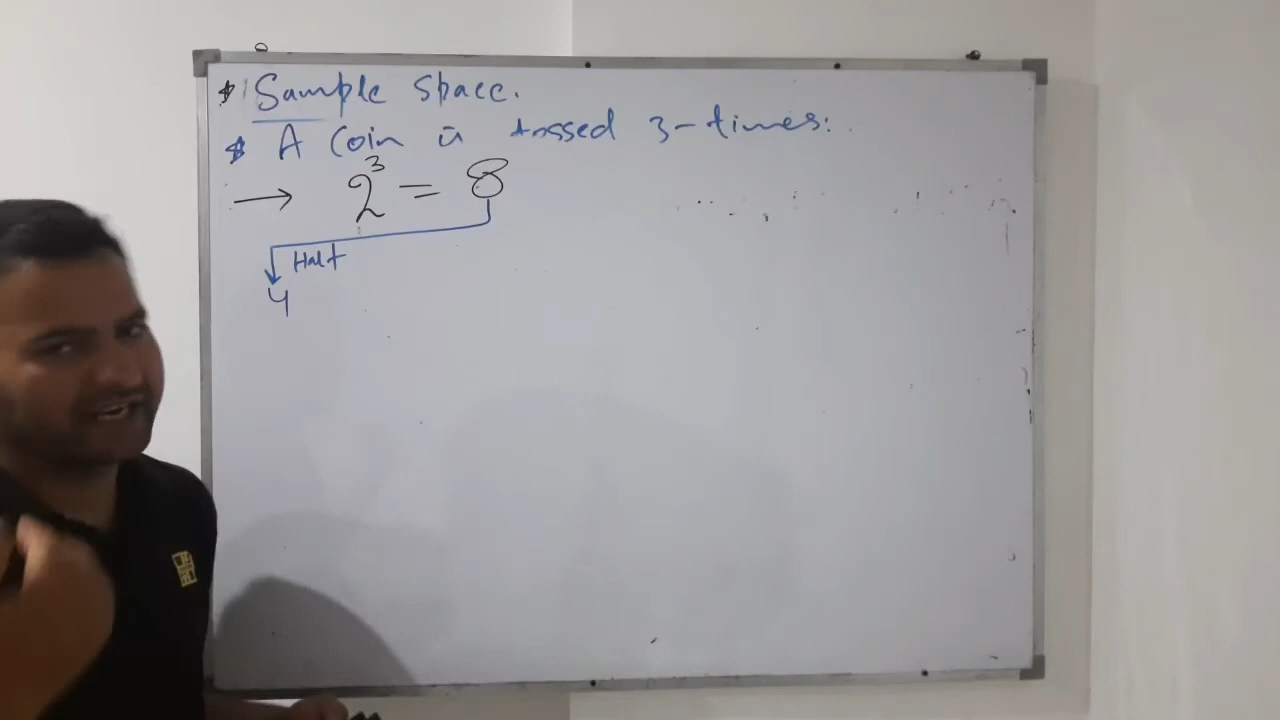 Sample space.
A Coin is tossed 3-times:
→ 2³ = 8
Half
4